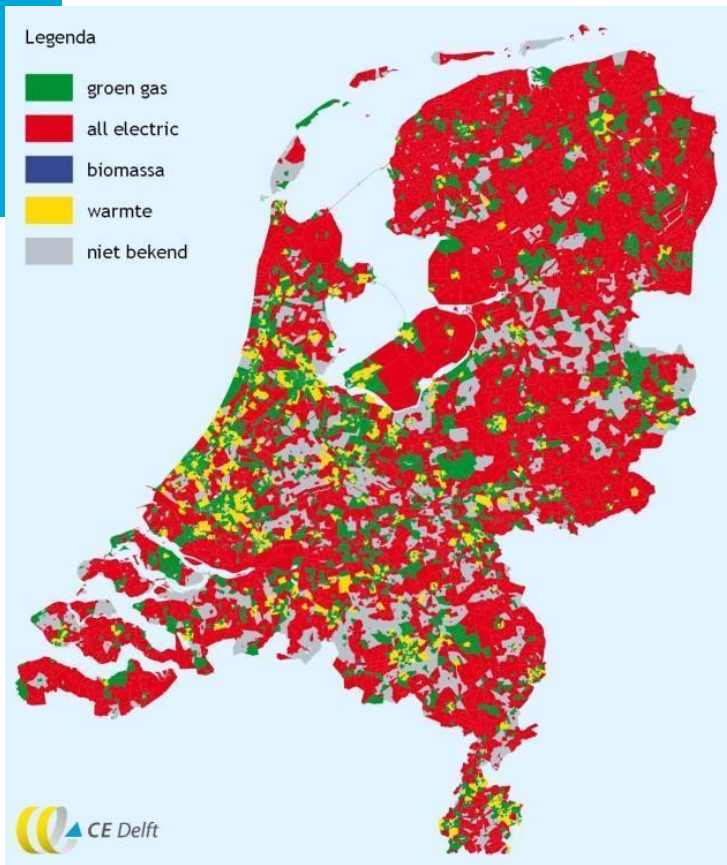 Legenda
groen gas
all electric
biomassa
warmte
niet bekend
CE Delft